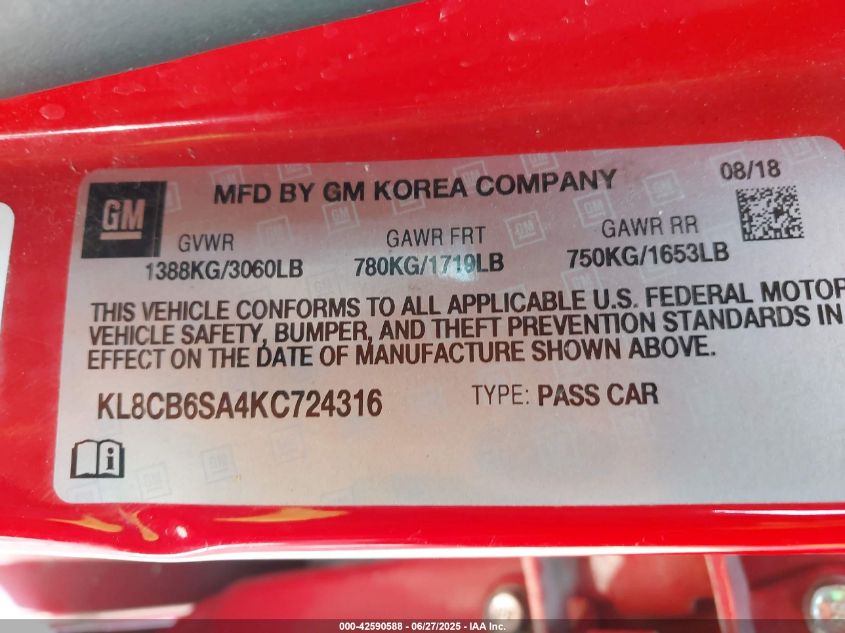 GM
MFD BY GM KOREA COMPANY
08/18
GVWR
1388KG/3060LB
GAWR FRT
780KG/1719LB
GAWR RR
750KG/1653LB
THIS VEHICLE CONFORMS TO ALL APPLICABLE U.S. FEDERAL MOTOR
VEHICLE SAFETY, BUMPER, AND THEFT PREVENTION STANDARDS IN
EFFECT ON THE DATE OF MANUFACTURE SHOWN ABOVE.
KL8CB6SA4KC724316
TYPE: PASS CAR
000-42590588 - 06/27/2025 - IAA Inc.